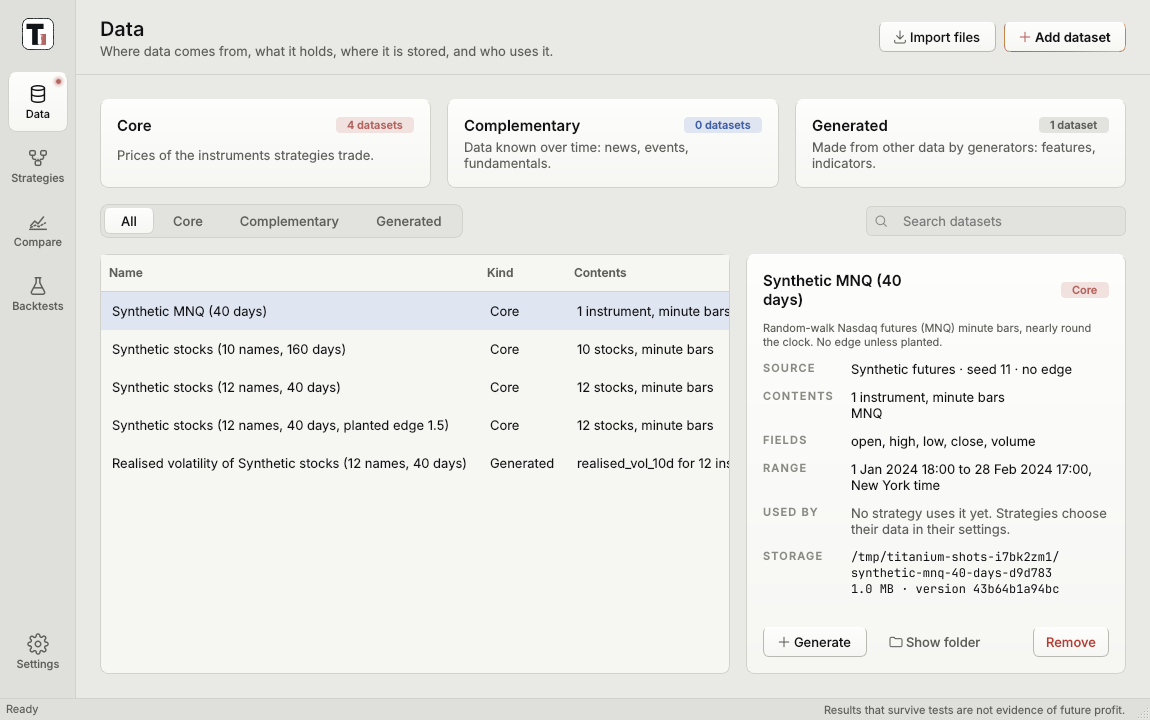 Ti
Data
Where data comes from, what it holds, where it is stored, and who uses it.
Import files
Add dataset
Data
Strategies
Compare
Backtests
Settings
Core
4 datasets
Prices of the instruments strategies trade.
Complementary
0 datasets
Data known over time: news, events,
fundamentals.
Generated
1 dataset
Made from other data by generators: features,
indicators.
All
Core
Complementary
Generated
Search datasets
Name Kind Contents
Synthetic MNQ (40 days) Core 1 instrument, minute bars
Synthetic stocks (10 names, 160 days) Core 10 stocks, minute bars
Synthetic stocks (12 names, 40 days) Core 12 stocks, minute bars
Synthetic stocks (12 names, 40 days, planted edge 1.5) Core 12 stocks, minute bars
Realised volatility of Synthetic stocks (12 names, 40 days) Generated realised_vol_10d for 12 ins
Synthetic MNQ (40
days)
Core
Random-walk Nasdaq futures (MNQ) minute bars, nearly round
the clock. No edge unless planted.
SOURCE Synthetic futures · seed 11 · no edge
CONTENTS 1 instrument, minute bars
MNQ
FIELDS open, high, low, close, volume
RANGE 1 Jan 2024 18:00 to 28 Feb 2024 17:00,
New York time
USED BY No strategy uses it yet. Strategies choose
their data in their settings.
STORAGE /tmp/titanium-shots-i7bk2zm1/
synthetic-mnq-40-days-d9d783
1.0 MB · version 43b64b1a94bc
Generate
Show folder
Remove
Ready
Results that survive tests are not evidence of future profit.